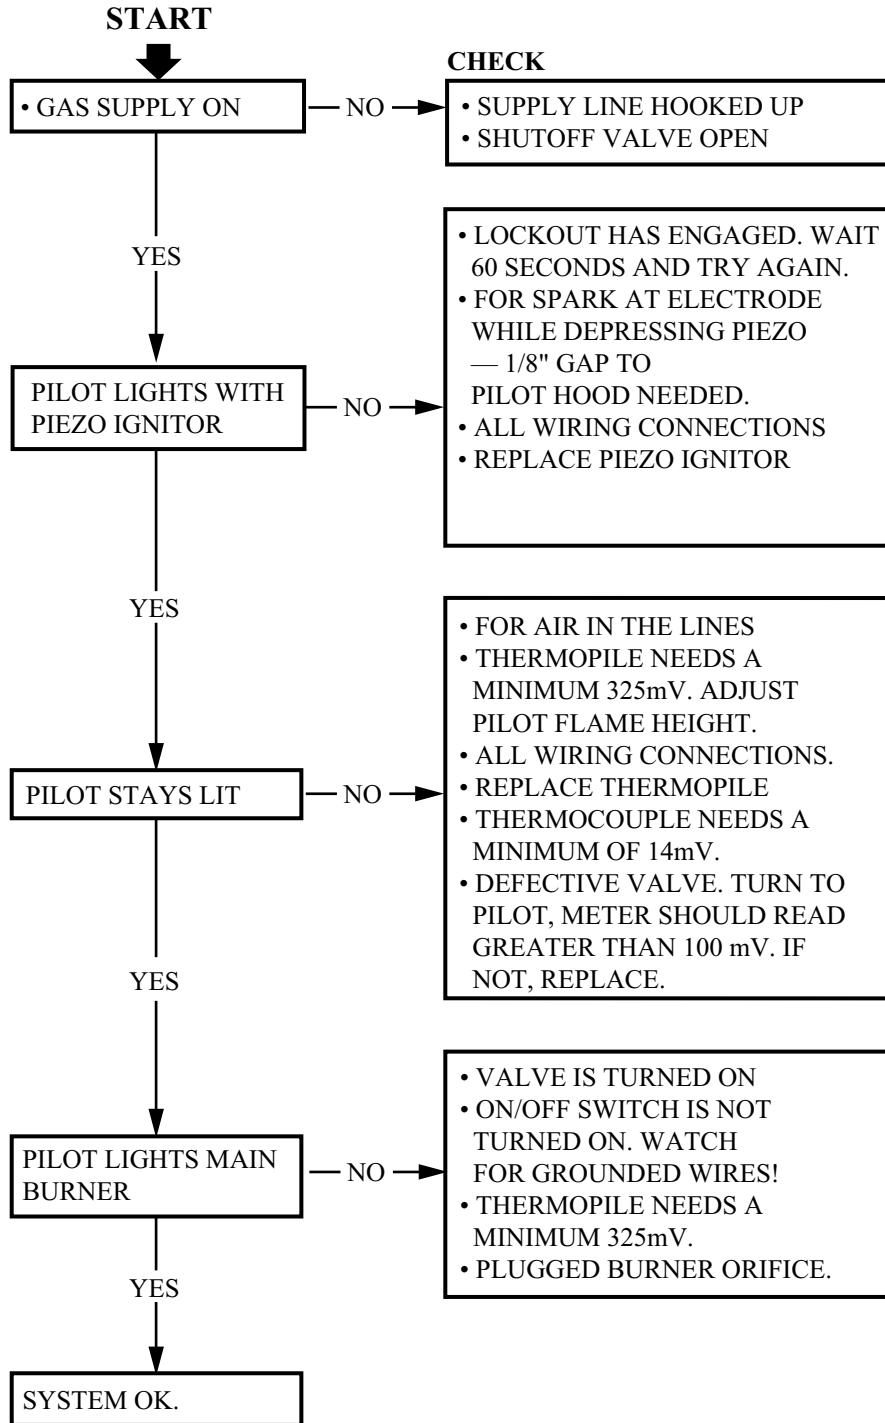 START
CHECK
• GAS SUPPLY ON
NO
• SUPPLY LINE HOOKED UP
• SHUTOFF VALVE OPEN
YES
• LOCKOUT HAS ENGAGED. WAIT
60 SECONDS AND TRY AGAIN.
• FOR SPARK AT ELECTRODE
WHILE DEPRESSING PIEZO
— 1/8" GAP TO
PILOT HOOD NEEDED.
• ALL WIRING CONNECTIONS
• REPLACE PIEZO IGNITOR
PILOT LIGHTS WITH
PIEZO IGNITOR
NO
YES
• FOR AIR IN THE LINES
• THERMOPILE NEEDS A
MINIMUM 325mV. ADJUST
PILOT FLAME HEIGHT.
• ALL WIRING CONNECTIONS.
• REPLACE THERMOPILE
• THERMOCOUPLE NEEDS A
MINIMUM OF 14mV.
• DEFECTIVE VALVE. TURN TO
PILOT, METER SHOULD READ
GREATER THAN 100 mV. IF
NOT, REPLACE.
PILOT STAYS LIT
NO
YES
• VALVE IS TURNED ON
• ON/OFF SWITCH IS NOT
TURNED ON. WATCH
FOR GROUNDED WIRES!
• THERMOPILE NEEDS A
MINIMUM 325mV.
• PLUGGED BURNER ORIFICE.
PILOT LIGHTS MAIN
BURNER
NO
YES
SYSTEM OK.